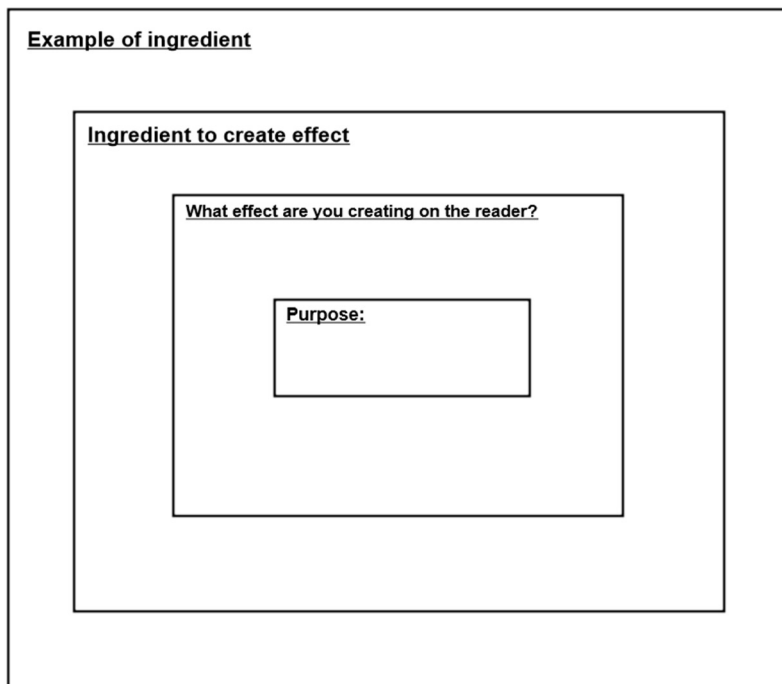 Example of ingredient
Ingredient to create effect
What effect are you creating on the reader?
Purpose: